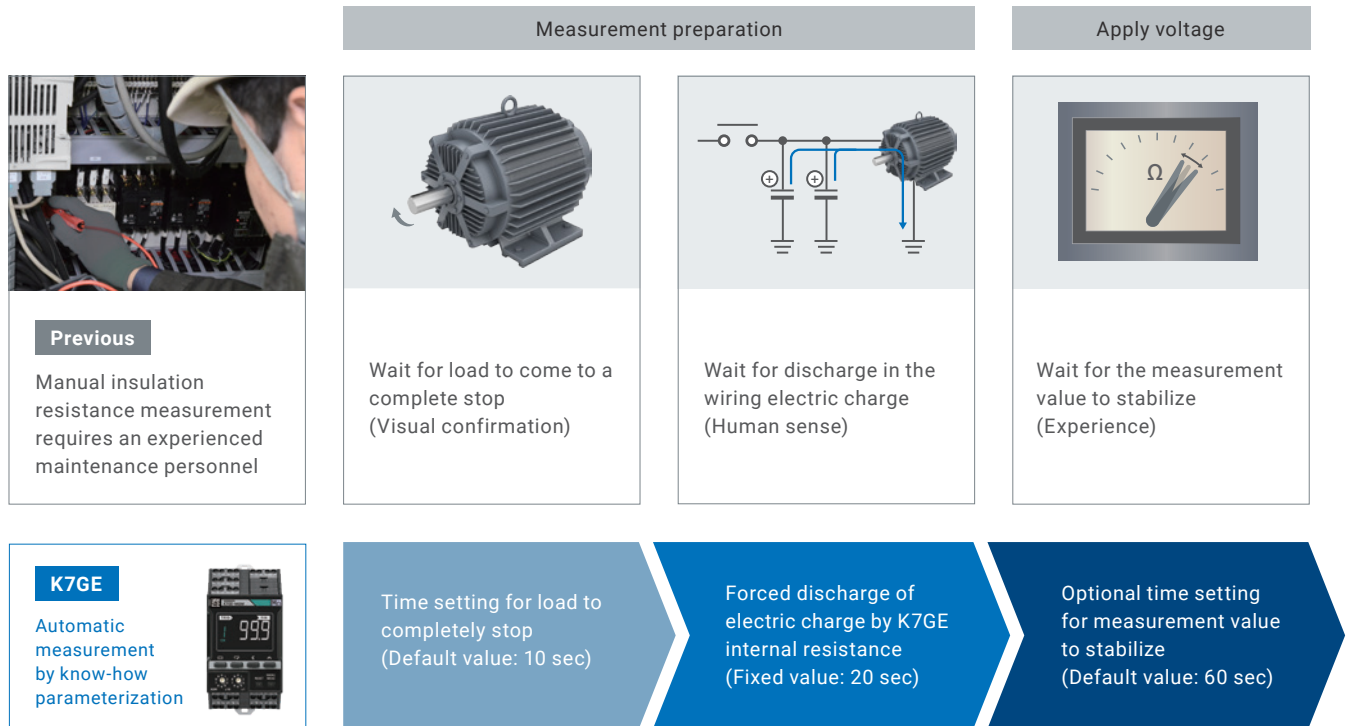 Measurement preparation
Apply voltage
Previous
Manual insulation
resistance measurement
requires an experienced
maintenance personnel
Wait for load to come to a
complete stop
(Visual confirmation)
Wait for discharge in the
wiring electric charge
(Human sense)
Ω
Wait for the measurement
value to stabilize
(Experience)
K7GE
Automatic
measurement
by know-how
parameterization
99.9
Time setting for load to
completely stop
(Default value: 10 sec)
Forced discharge of
electric charge by K7GE
internal resistance
(Fixed value: 20 sec)
Optional time setting
for measurement value
to stabilize
(Default value: 60 sec)